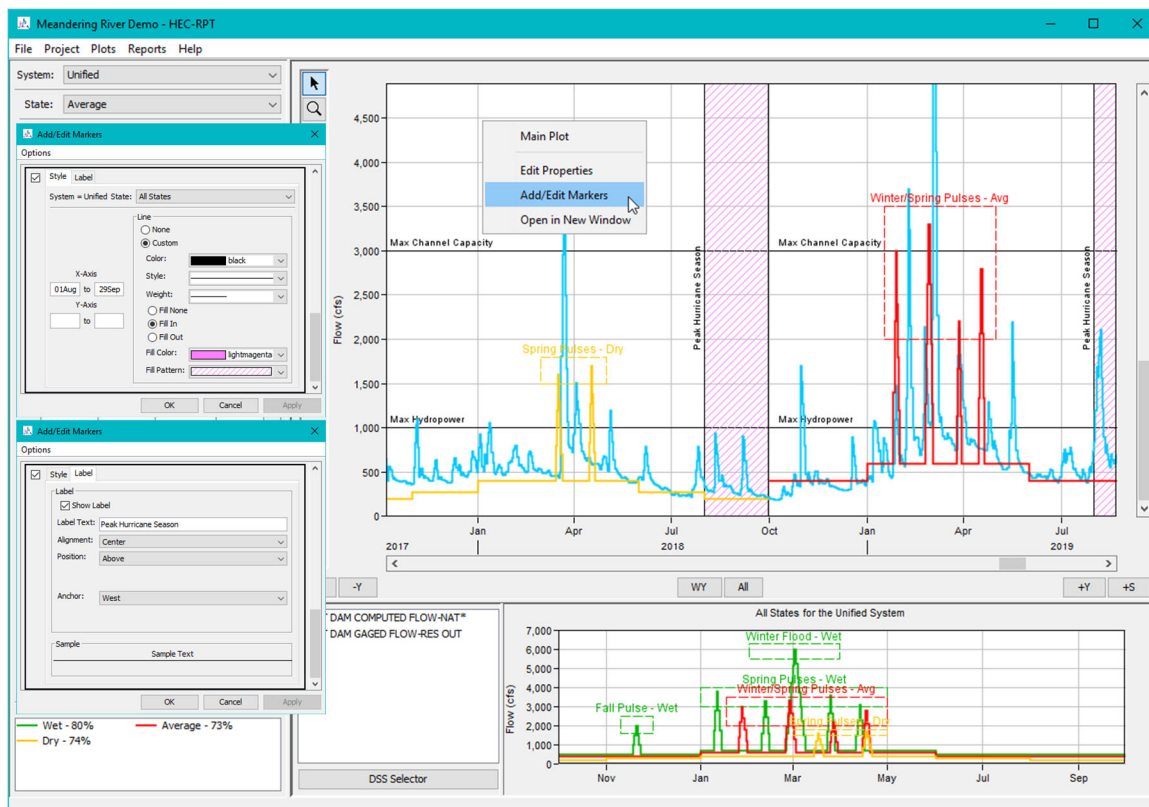 Meandering River Demo - HEC-RPT
File Project Plots Reports Help
System: Unified
State: Average
Add/Edit Markers
Options
Style Label
System = Unified State: All States
Line
None
Custom
Color: black
Style:
Weight:
X-Axis
01Aug to 29Sep
Y-Axis
to
Fill None
Fill In
Fill Out
Fill Color: lightmagenta
Fill Pattern:
OK Cancel Apply
Add/Edit Markers
Options
Style Label
Label
Show Label
Label Text: Peak Hurricane Season
Alignment: Center
Position: Above
Anchor: West
Sample
Sample Text
OK Cancel Apply
Wet - 80% Average - 73%
Dry - 74%
Main Plot
Edit Properties
Add/Edit Markers
Open in New Window
Flow (cfs)
4,500
4,000
3,500
3,000
2,500
2,000
1,500
1,000
500
0
Max Channel Capacity
Max Hydropower
Spring Pulses - Dry
Peak Hurricane Season
Max Channel Capacity
Max Hydropower
Winter/Spring Pulses - Avg
Peak Hurricane Season
Jan Apr Jul Oct Jan Apr Jul
2017 2018 2019
-Y WY All +Y +S
DAM COMPUTED FLOW-NAT*
DAM GAGED FLOW-RES OUT
DSS Selector
All States for the Unified System
Flow (cfs)
7,000
6,000
5,000
4,000
3,000
2,000
1,000
0
Winter Flood - Wet
Spring Pulses - Wet
Winter/Spring Pulses - Avg
Fall Pulse - Wet
Spring Pulses - Dry
Nov Jan Mar May Jul Sep